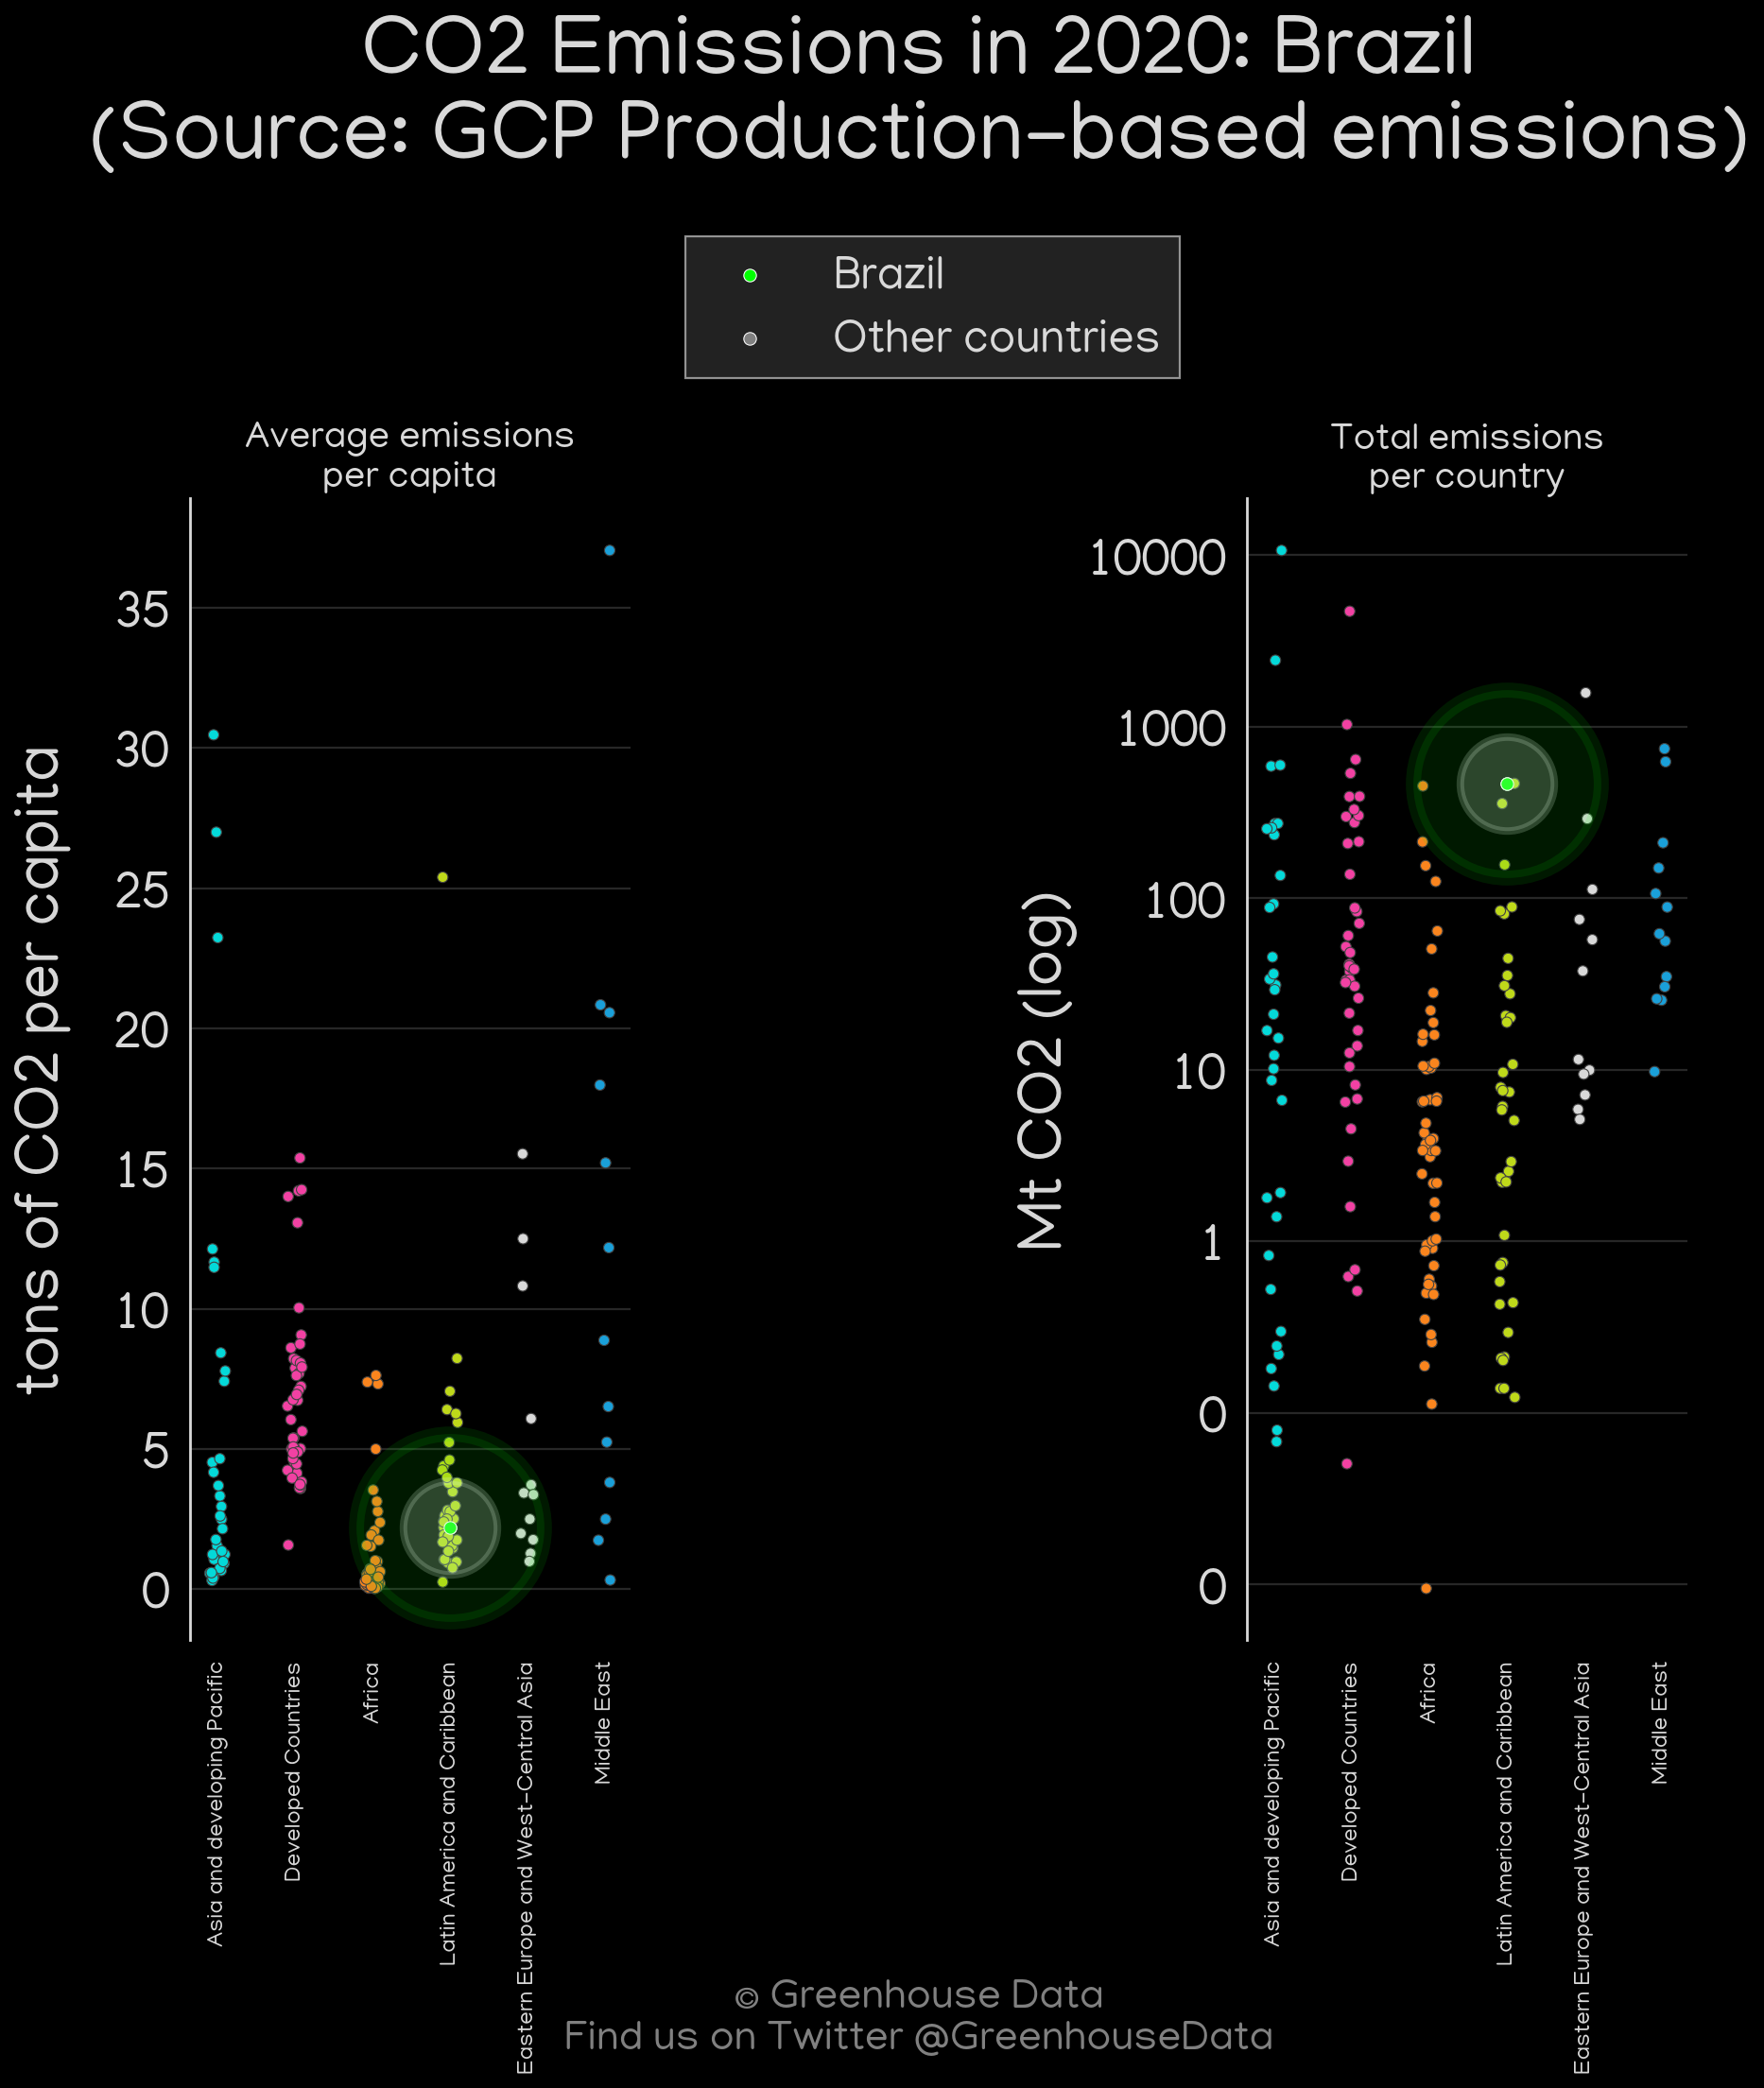 CO2 Emissions in 2020: Brazil
(Source: GCP Production-based emissions)
Brazil
Other countries
Average emissions
per capita
tons of CO2 per capita
35
30
25
20
15
10
5
0
Asia and developing Pacific
Developed Countries
Africa
Latin America and Caribbean
Eastern Europe and West-Central Asia
Middle East
Total emissions
per country
Mt CO2 (log)
10000
1000
100
10
1
0
0
Asia and developing Pacific
Developed Countries
Africa
Latin America and Caribbean
Eastern Europe and West-Central Asia
Middle East
© Greenhouse Data
Find us on Twitter @GreenhouseData